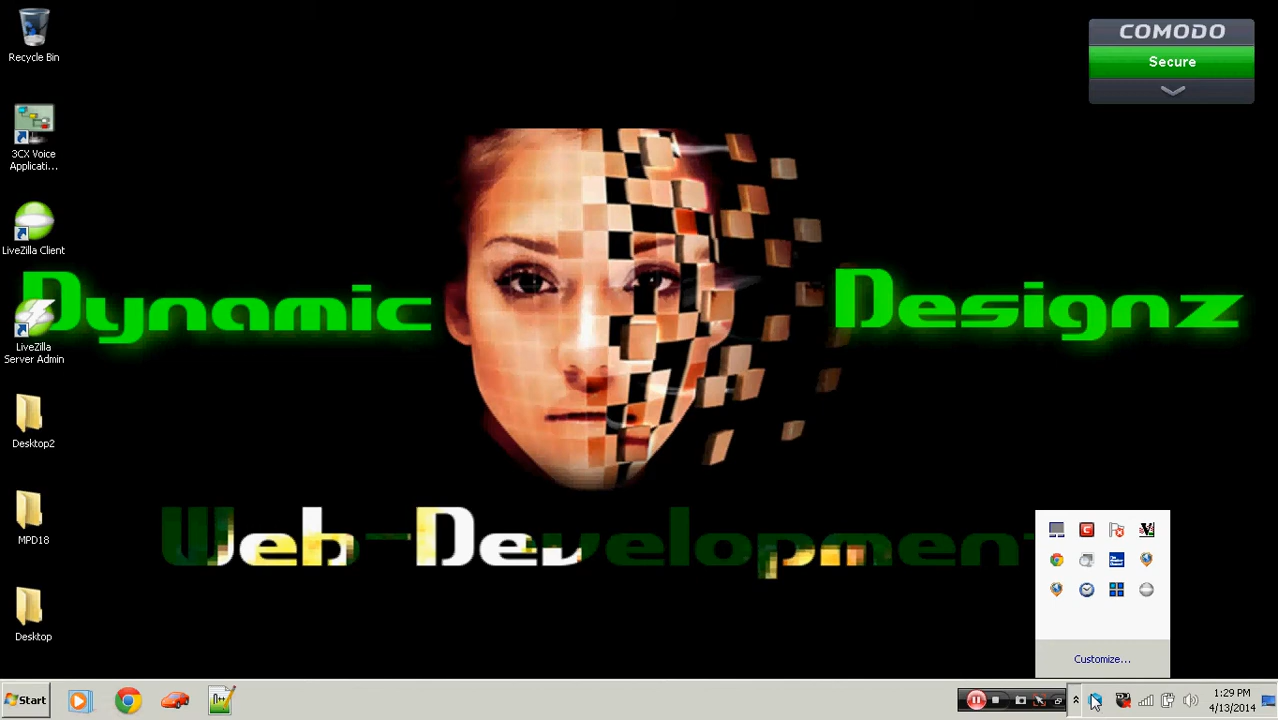 Recycle Bin
COMODO
Secure
3CX Voice
Applicati...
LiveZilla Client
Dynamic
Designz
LiveZilla
Server Admin
Desktop2
MPD18
Web-Development
Desktop
Customize...
Start
1:29 PM
4/13/2014